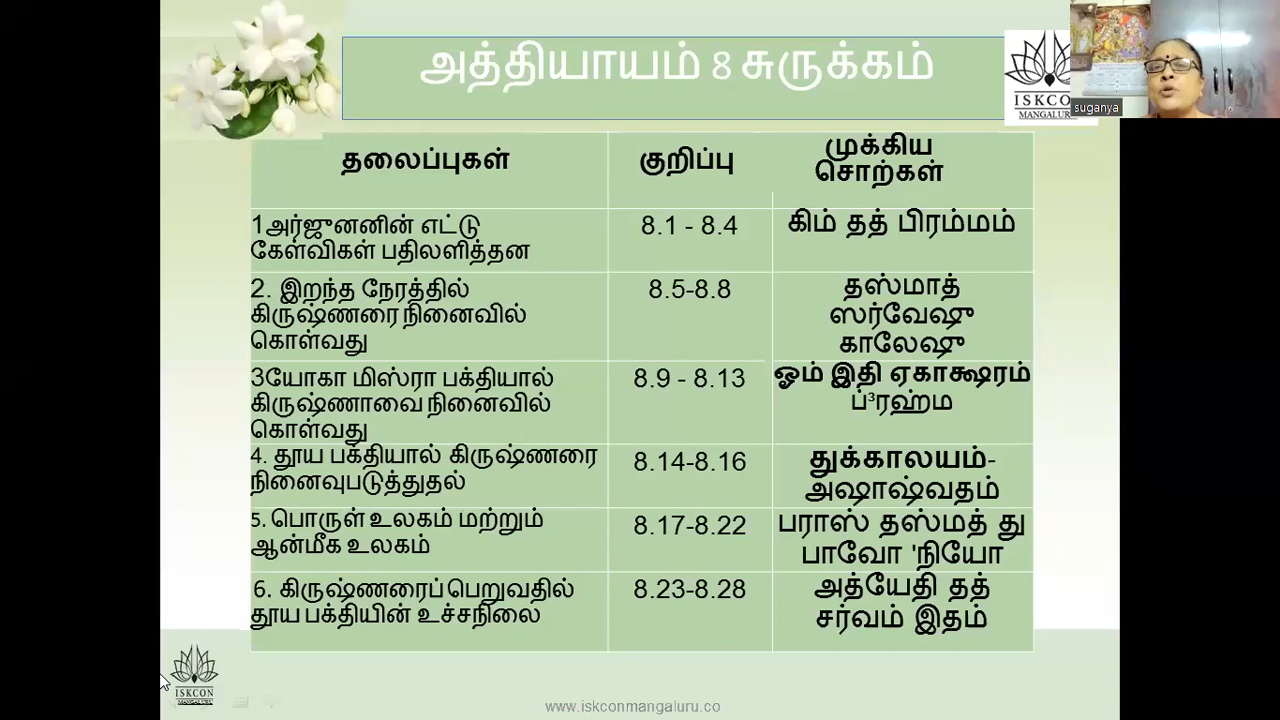 அத்தியாயம் 8 சுருக்கம்
ISKCON
MANGALURU
suganya
தலைப்புகள்
குறிப்பு
முக்கிய
சொற்கள்
1அர்ஜுனனின் எட்டு
கேள்விகள் பதிலளித்தன
8.1 - 8.4
கிம் தத் பிரம்மம்
2. இறந்த நேரத்தில்
கிருஷ்ணரை நினைவில்
கொள்வது
8.5-8.8
தஸ்மாத்
ஸர்வேஷு
காலேஷு
3யோகா மிஸ்ரா பக்தியால்
கிருஷ்ணாவை நினைவில்
கொள்வது
8.9 - 8.13
ஓம் இதி ஏகாக்ஷரம்
ப்³ரஹ்ம
4. தூய பக்தியால் கிருஷ்ணரை
நினைவுபடுத்துதல்
8.14-8.16
துக்காலயம்-
அஷாஷ்வதம்
5. பொருள் உலகம் மற்றும்
ஆன்மீக உலகம்
8.17-8.22
பராஸ் தஸ்மத் து
பாவோ 'நியோ
6. கிருஷ்ணரைப் பெறுவதில்
தூய பக்தியின் உச்சநிலை
8.23-8.28
அத்யேதி தத்
சர்வம் இதம்
ISKCON
MANGALURU
www.iskconmangaluru.co